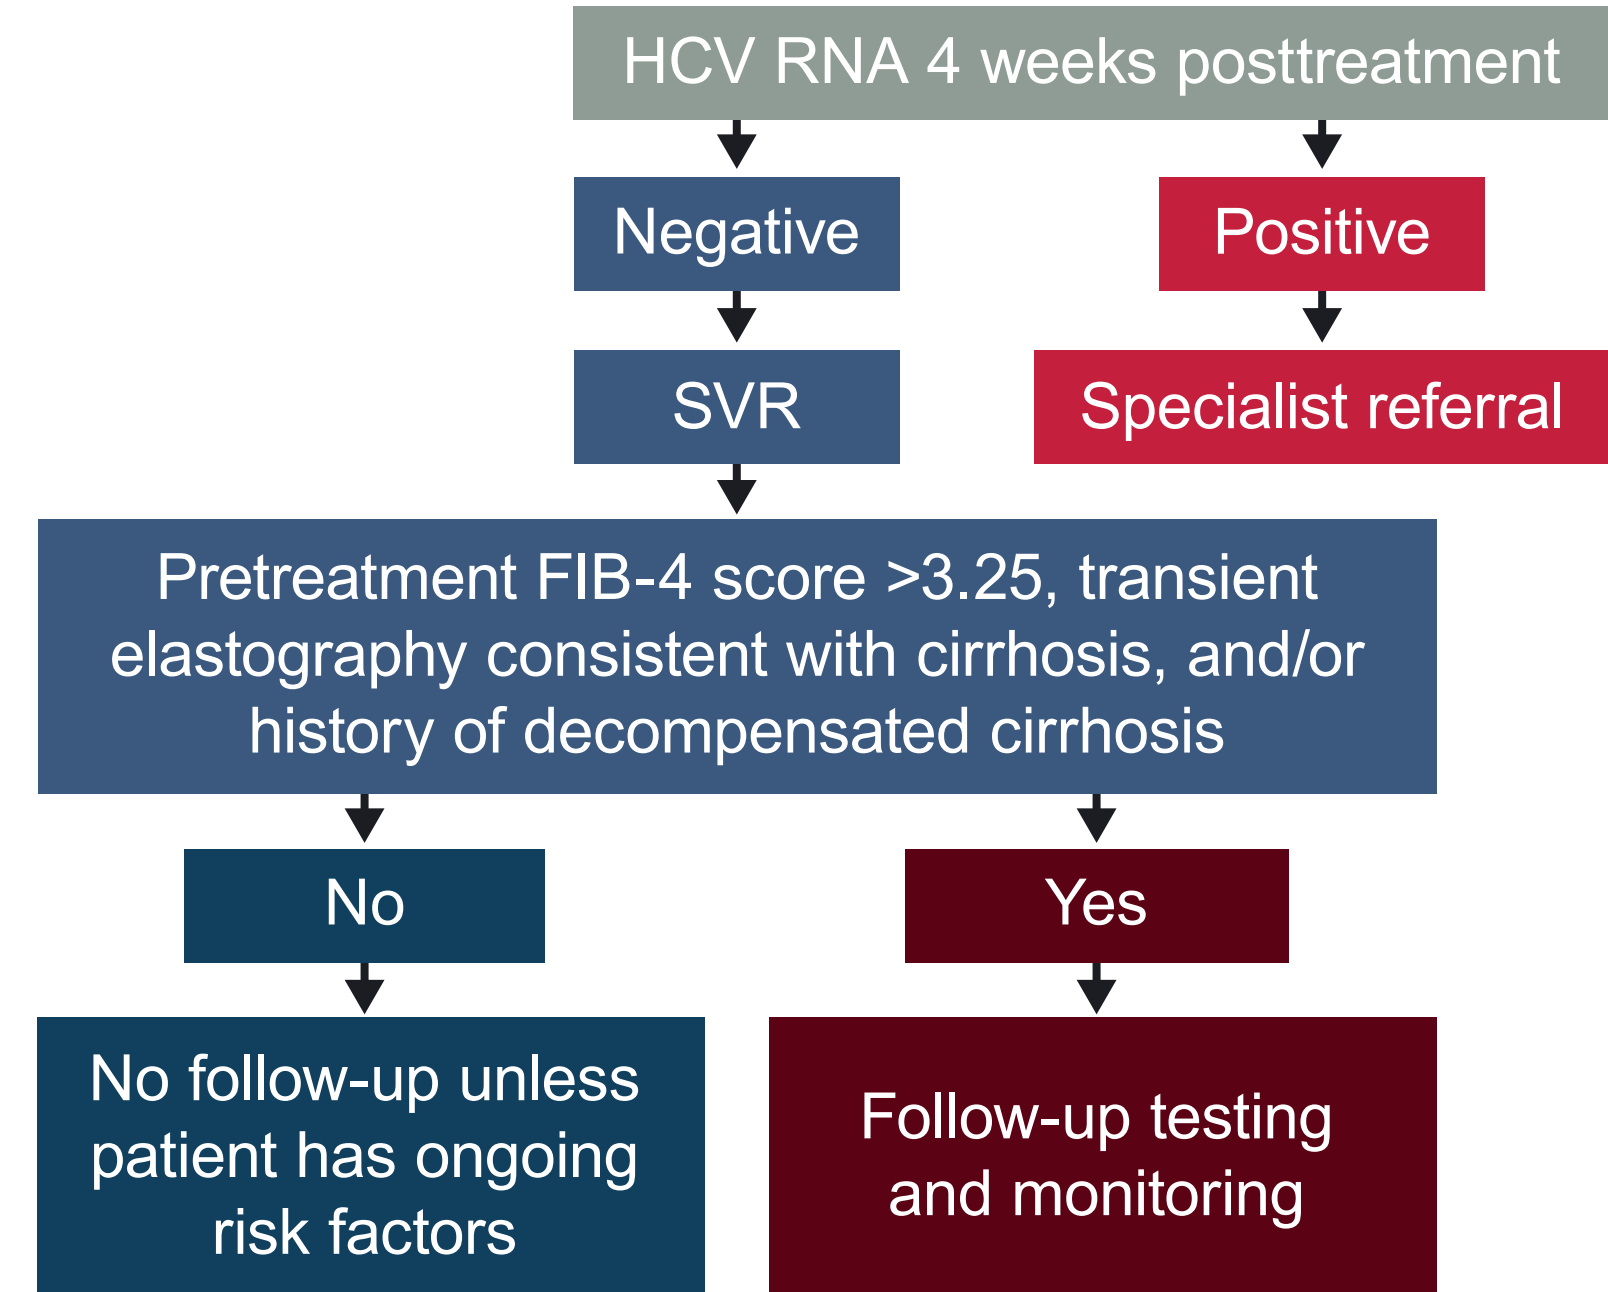 HCV RNA 4 weeks posttreatment
Negative
Positive
SVR
Specialist referral
Pretreatment FIB-4 score >3.25, transient
elastography consistent with cirrhosis, and/or
history of decompensated cirrhosis
No
Yes
No follow-up unless
patient has ongoing
risk factors
Follow-up testing
and monitoring